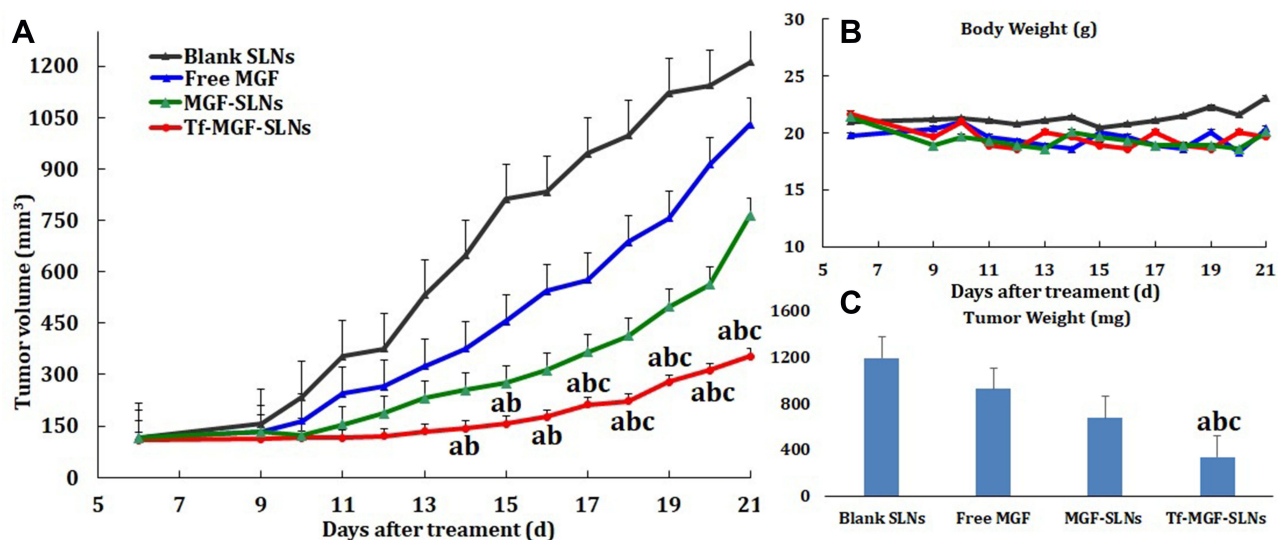 A
Blank SLNs
Free MGF
MGF-SLNs
Tf-MGF-SLNs
Tumor volume (mm³)
1200
1050
900
750
600
450
300
150
0
ab
ab
ab
abc
abc
abc
abc
abc
5 7 9 11 13 15 17 19 21
Days after treament (d)
B
Body Weight (g)
30
25
20
15
10
5 7 9 11 13 15 17 19 21
Days after treament (d)
C
Tumor Weight (mg)
1600
1200
800
400
0
abc
Blank SLNs Free MGF MGF-SLNs Tf-MGF-SLNs